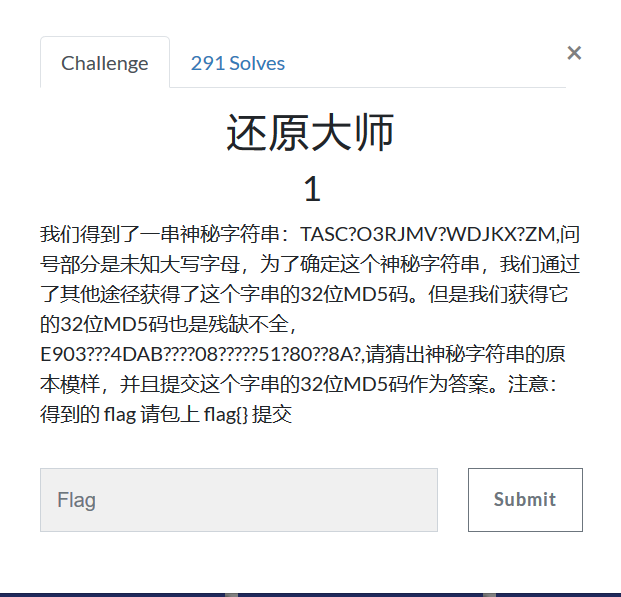 Challenge
291 Solves
×
还原大师
1
我们得到了一串神秘字符串：TASC?O3RJMV?WDJKX?ZM,问
号部分是未知大写字母，为了确定这个神秘字符串，我们通过
了其他途径获得了这个字串的32位MD5码。但是我们获得它
的32位MD5码也是残缺不全，
E903???4DAB????08?????51?80??8A?,请猜出神秘字符串的原
本模样，并且提交这个字串的32位MD5码作为答案。注意：
得到的 flag 请包上 flag{} 提交
Flag
Submit